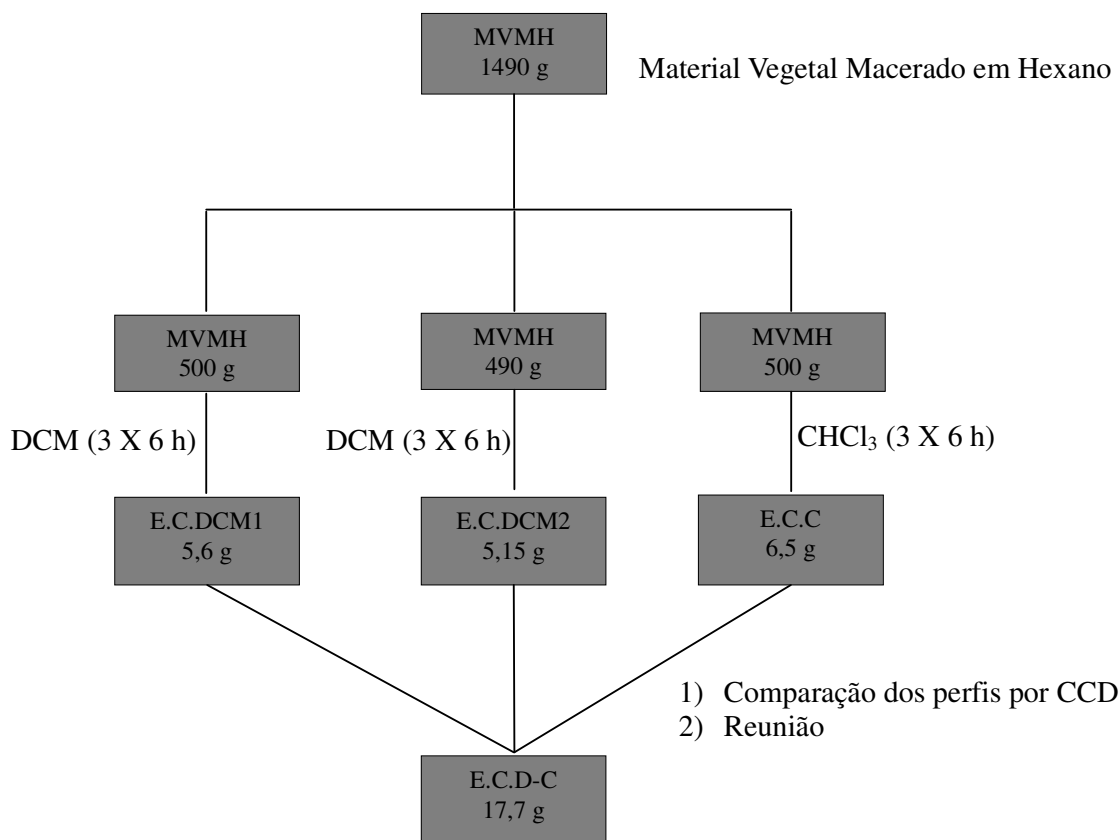 MVMH
1490 g
Material Vegetal Macerado em Hexano
MVMH
500 g
MVMH
490 g
MVMH
500 g
DCM (3 X 6 h)
DCM (3 X 6 h)
CHCl₃ (3 X 6 h)
E.C.DCM1
5,6 g
E.C.DCM2
5,15 g
E.C.C
6,5 g
1) Comparação dos perfis por CCD
2) Reunião
E.C.D-C
17,7 g